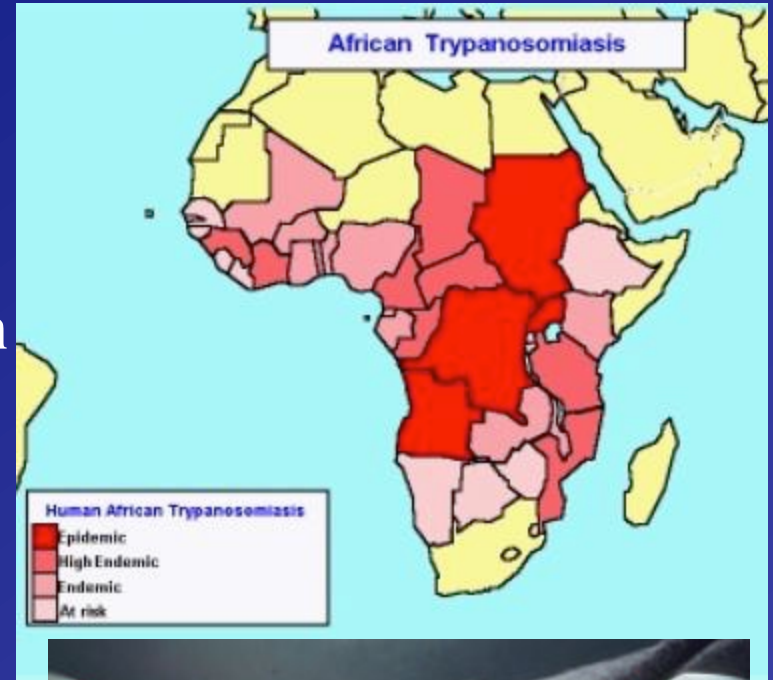 African Trypanosomiasis
n
Human African Trypanosomiasis
Epidemic
High Endemic
Endemic
At risk